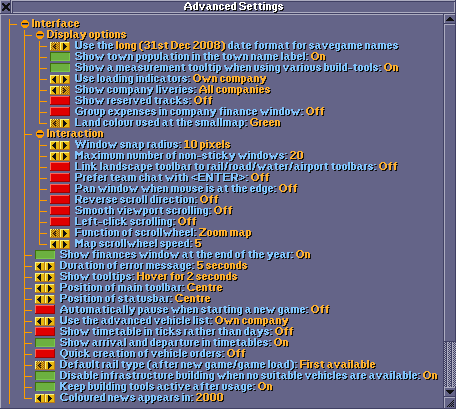 Advanced Settings
Interface
Display options
Use the long (31st Dec 2008) date format for savegame names
Show town population in the town name label: On
Show a measurement tooltip when using various build-tools: On
Use loading indicators: Own company
Show company liveries: All companies
Show reserved tracks: Off
Group expenses in company finance window: Off
Land colour used at the smallmap: Green
Interaction
Window snap radius: 10 pixels
Maximum number of non-sticky windows: 20
Link landscape toolbar to rail/road/water/airport toolbars: Off
Prefer team chat with <ENTER>: Off
Pan window when mouse is at the edge: Off
Reverse scroll direction: Off
Smooth viewport scrolling: Off
Left-click scrolling: Off
Function of scrollwheel: Zoom map
Map scrollwheel speed: 5
Show finances window at the end of the year: On
Duration of error message: 5 seconds
Show tooltips: Hover for 2 seconds
Position of main toolbar: Centre
Position of statusbar: Centre
Automatically pause when starting a new game: Off
Use the advanced vehicle list: Own company
Show timetable in ticks rather than days: Off
Show arrival and departure in timetables: On
Quick creation of vehicle orders: Off
Default rail type (after new game/game load): First available
Disable infrastructure building when no suitable vehicles are available: On
Keep building tools active after usage: On
Coloured news appears in: 2000